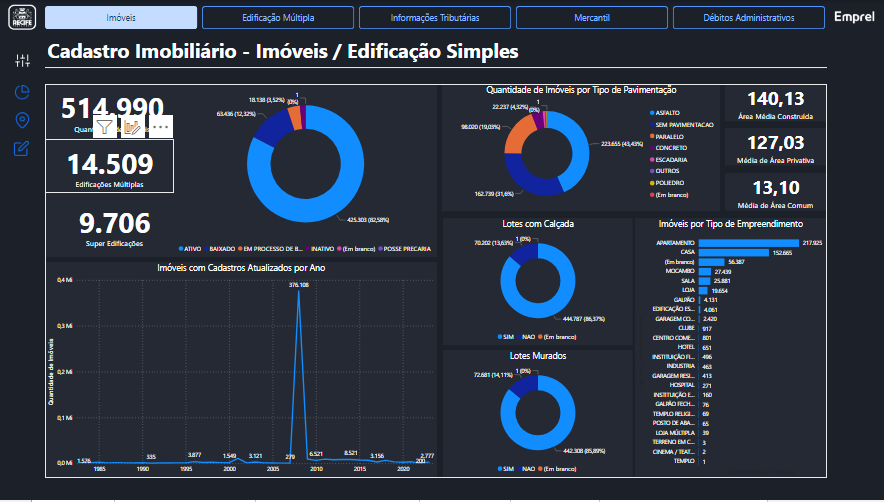 RECIFE
Imóveis
Edificação Múltipla
Informações Tributárias
Mercantil
Débitos Administrativos
Emprel
Cadastro Imobiliário - Imóveis / Edificação Simples
514.990
14.509
Edificações Múltiplas
9.706
Super Edificações
18.138 (3,52%)
1
(0%)
63.436 (12,32%)
425.303 (82,58%)
ATIVO
BAIXADO
EM PROCESSO DE B...
INATIVO
(Em branco)
POSSE PRECARIA
Quantidade de Imóveis por Tipo de Pavimentação
22.237 (4,32%)
1
(0%)
98.020 (19,03%)
223.655 (43,43%)
162.739 (31,6%)
ASFALTO
SEM PAVIMENTACAO
PARALELO
CONCRETO
ESCADARIA
OUTROS
POLIEDRO
(Em branco)
140,13
Área Média Construída
127,03
Média de Área Privativa
13,10
Média de Área Comum
Imóveis com Cadastros Atualizados por Ano
Quantidade de Imóveis
0,4 Mi
0,3 Mi
0,2 Mi
0,1 Mi
0,0 Mi
376.108
1.576
335
3.877
1.549
3.121
279
6.521
8.521
3.156
200
2.777
1985
1990
1995
2000
2005
2010
2015
2020
Lotes com Calçada
70.202 (13,63%)
1 (0%)
444.787 (86,37%)
SIM
NAO
(Em branco)
Lotes Murados
72.681 (14,11%)
1 (0%)
442.308 (85,89%)
SIM
NAO
(Em branco)
Imóveis por Tipo de Empreendimento
APARTAMENTO 217.925
CASA 152.665
(Em branco) 56.387
MOCAMBO 27.439
SALA 25.881
LOJA 19.654
GALPÃO 4.131
EDIFICAÇÃO ES... 4.061
GARAGEM CO... 2.420
CLUBE 917
CENTRO COME... 801
HOTEL 651
INSTITUIÇÃO FI... 496
INDUSTRIA 463
GARAGEM RESI... 413
HOSPITAL 271
INSTITUIÇÃO E... 160
GALPÃO FECH... 76
TEMPLO RELIGI... 69
POSTO DE ABA... 65
LOJA MÚLTIPLA 39
TERRENO EM C... 3
CINEMA / TEAT... 2
TEMPLO 1